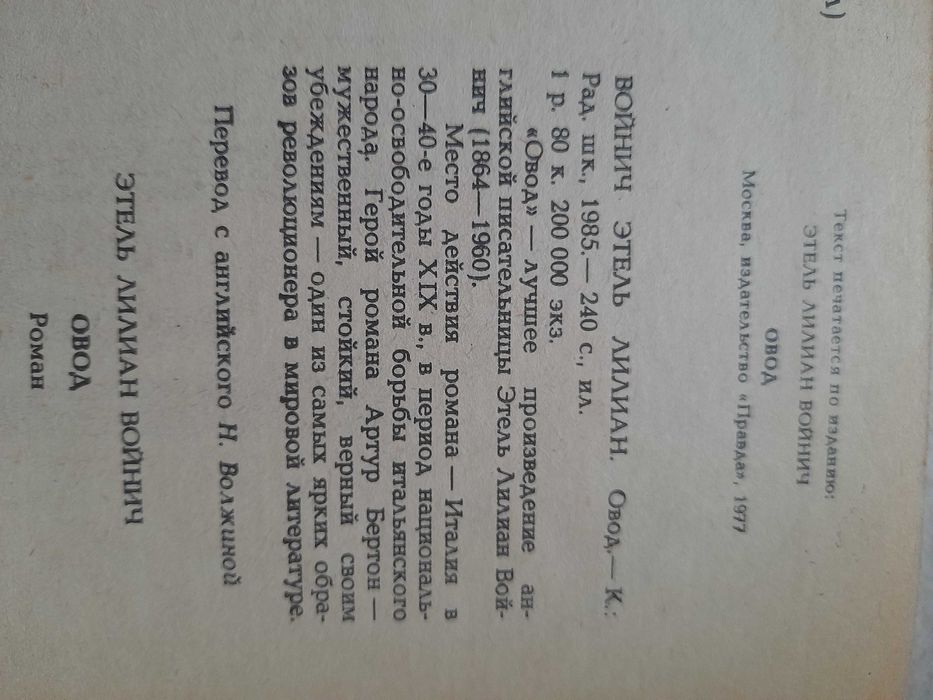 Текст печатается по изданию:
ЭТЕЛЬ ЛИЛИАН ВОЙНИЧ
ОВОД
Москва, издательство «Правда», 1977
ВОЙНИЧ ЭТЕЛЬ ЛИЛИАН. Овод.— К.:
Рад. шк., 1985.— 240 с., ил.
1 р. 80 к. 200 000 экз.
«Овод» — лучшее произведение ан-
глийской писательницы Этель Лилиан Вой-
нич (1864—1960).
Место действия романа — Италия в
30—40-е годы XIX в., в период националь-
но-освободительной борьбы итальянского
народа. Герой романа Артур Бертон —
мужественный, стойкий, верный своим
убеждениям — один из самых ярких обра-
зов революционера в мировой литературе.
Перевод с английского Н. Волжиной
ЭТЕЛЬ ЛИЛИАН ВОЙНИЧ
ОВОД
Роман